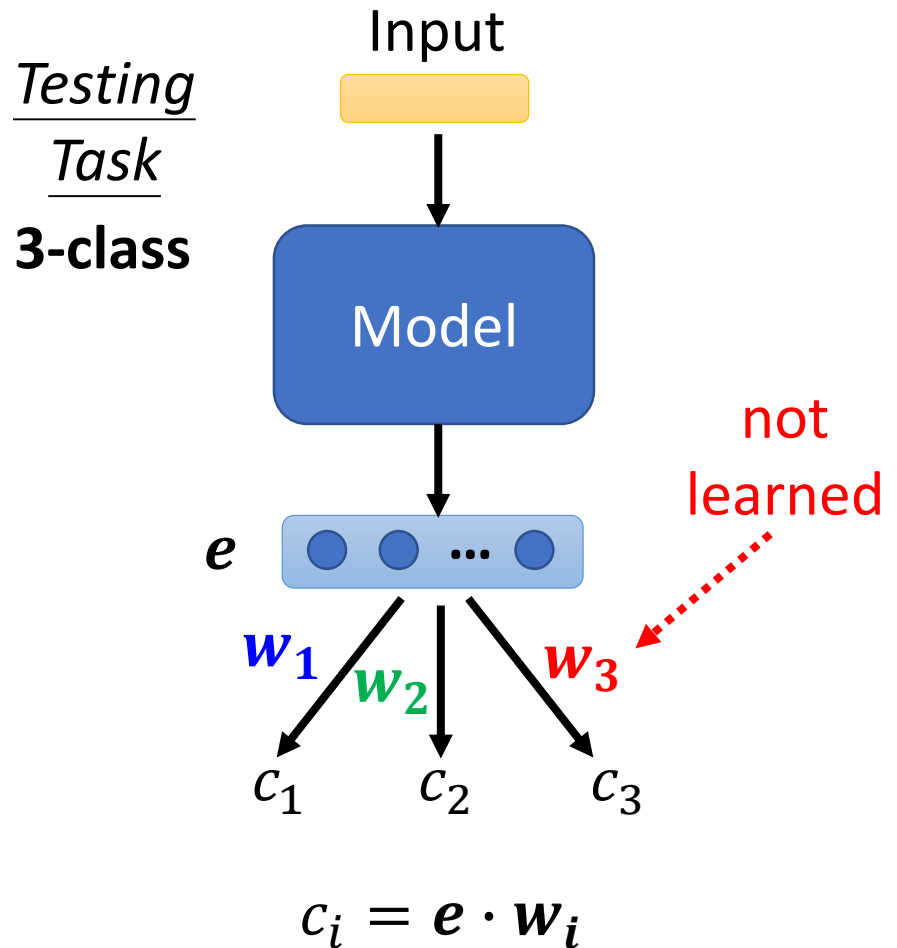 Input
Testing
Task
3-class
Model
not
learned
e
...
w₁
w₂
w₃
c₁ c₂ c₃
cᵢ = e · wᵢ